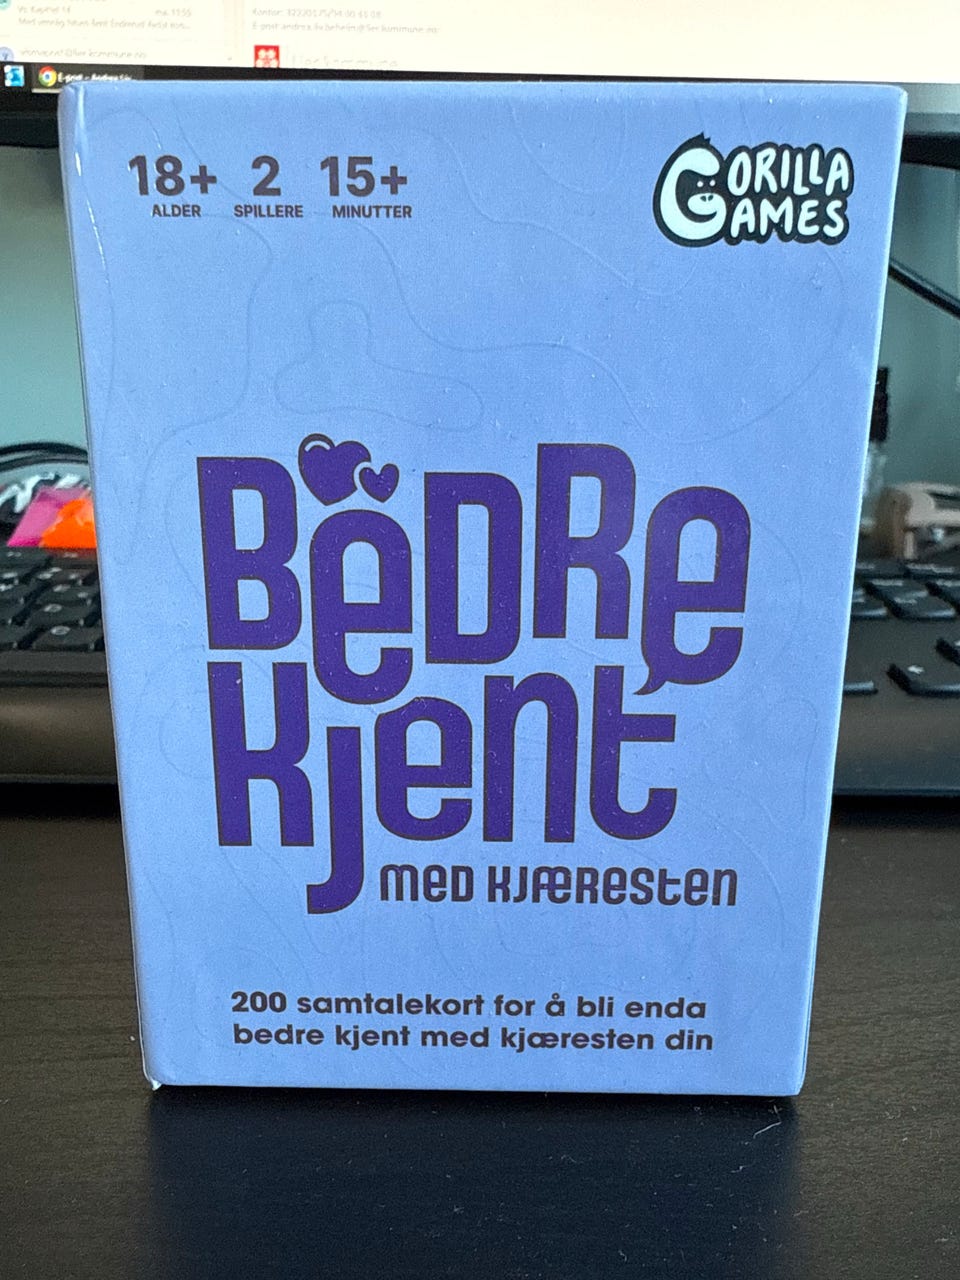 18+ 2 15+
ALDER SPILLERE MINUTTER
GORILLA
GAMES
BEDRE
KJENT
MED KJÆRESTEN
200 samtalekort for å bli enda
bedre kjent med kjæresten din